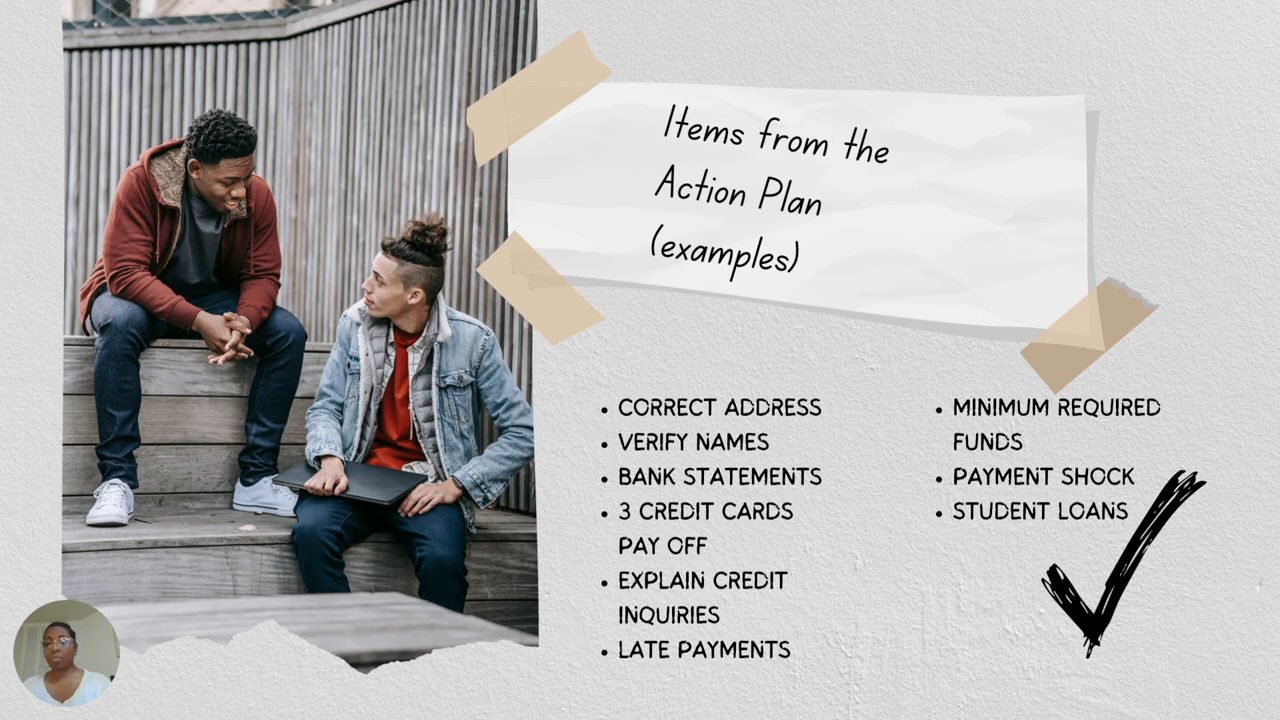 Items from the
Action Plan
(examples)
• CORRECT ADDRESS
• VERIFY NAMES
• BANK STATEMENTS
• 3 CREDIT CARDS
PAY OFF
• EXPLAIN CREDIT
INQUIRIES
• LATE PAYMENTS
• MINIMUM REQUIRED
FUNDS
• PAYMENT SHOCK
• STUDENT LOANS